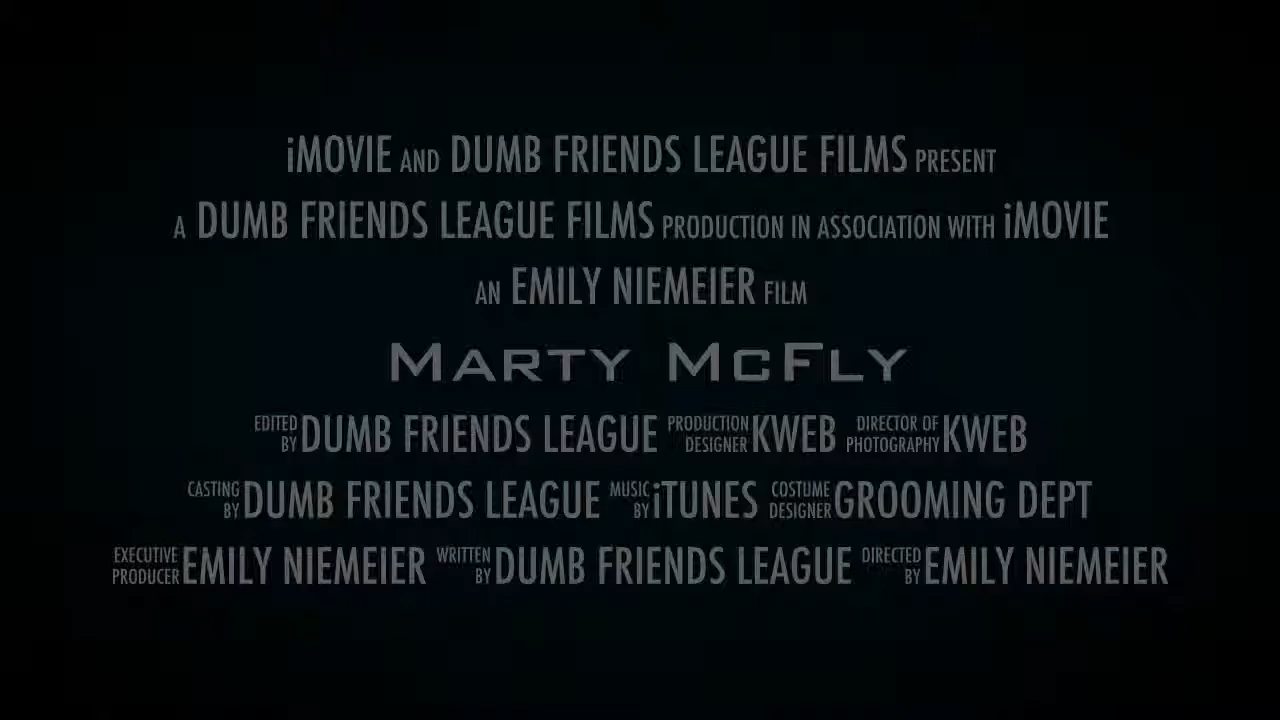 iMOVIE AND DUMB FRIENDS LEAGUE FILMS PRESENT
A DUMB FRIENDS LEAGUE FILMS PRODUCTION IN ASSOCIATION WITH iMOVIE
AN EMILY NIEMEIER FILM
MARTY MCFLY
EDITED BY DUMB FRIENDS LEAGUE PRODUCTION DESIGNER KWEB DIRECTOR OF PHOTOGRAPHY KWEB
CASTING BY DUMB FRIENDS LEAGUE MUSIC BY iTUNES COSTUME DESIGNER GROOMING DEPT
EXECUTIVE PRODUCER EMILY NIEMEIER WRITTEN BY DUMB FRIENDS LEAGUE DIRECTED BY EMILY NIEMEIER